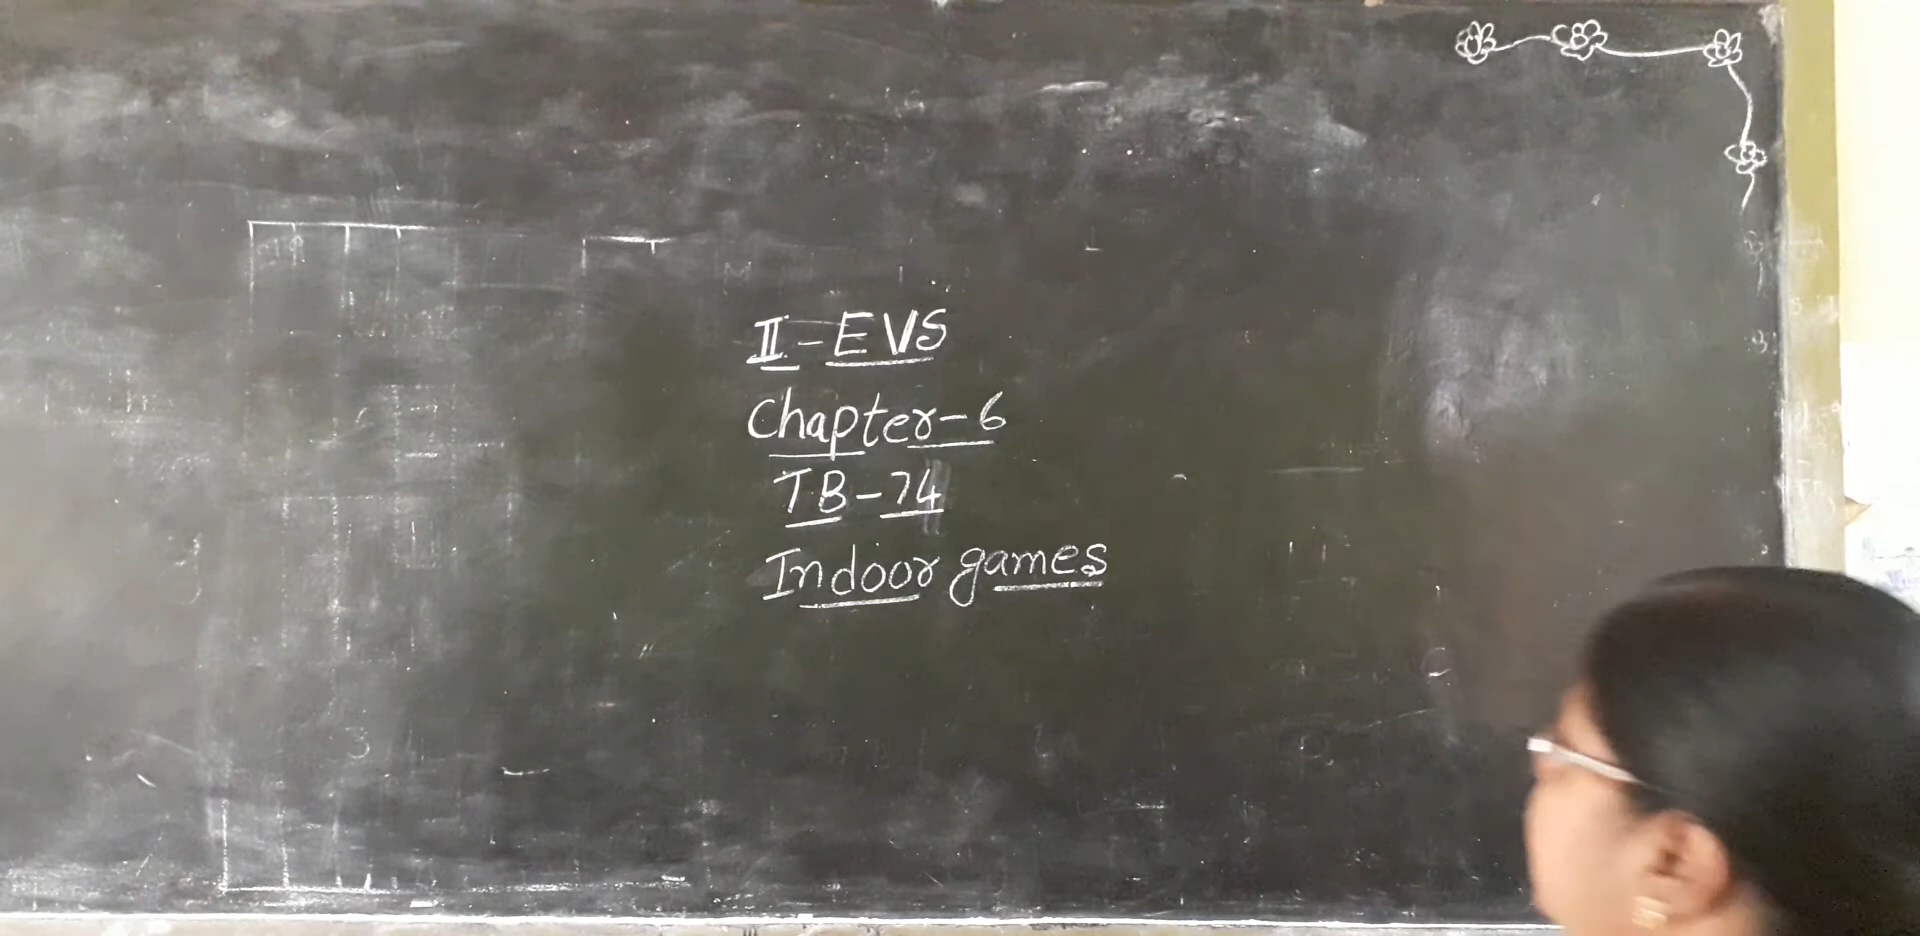 II - EVS
Chapter - 6
TB - 74
Indoor games